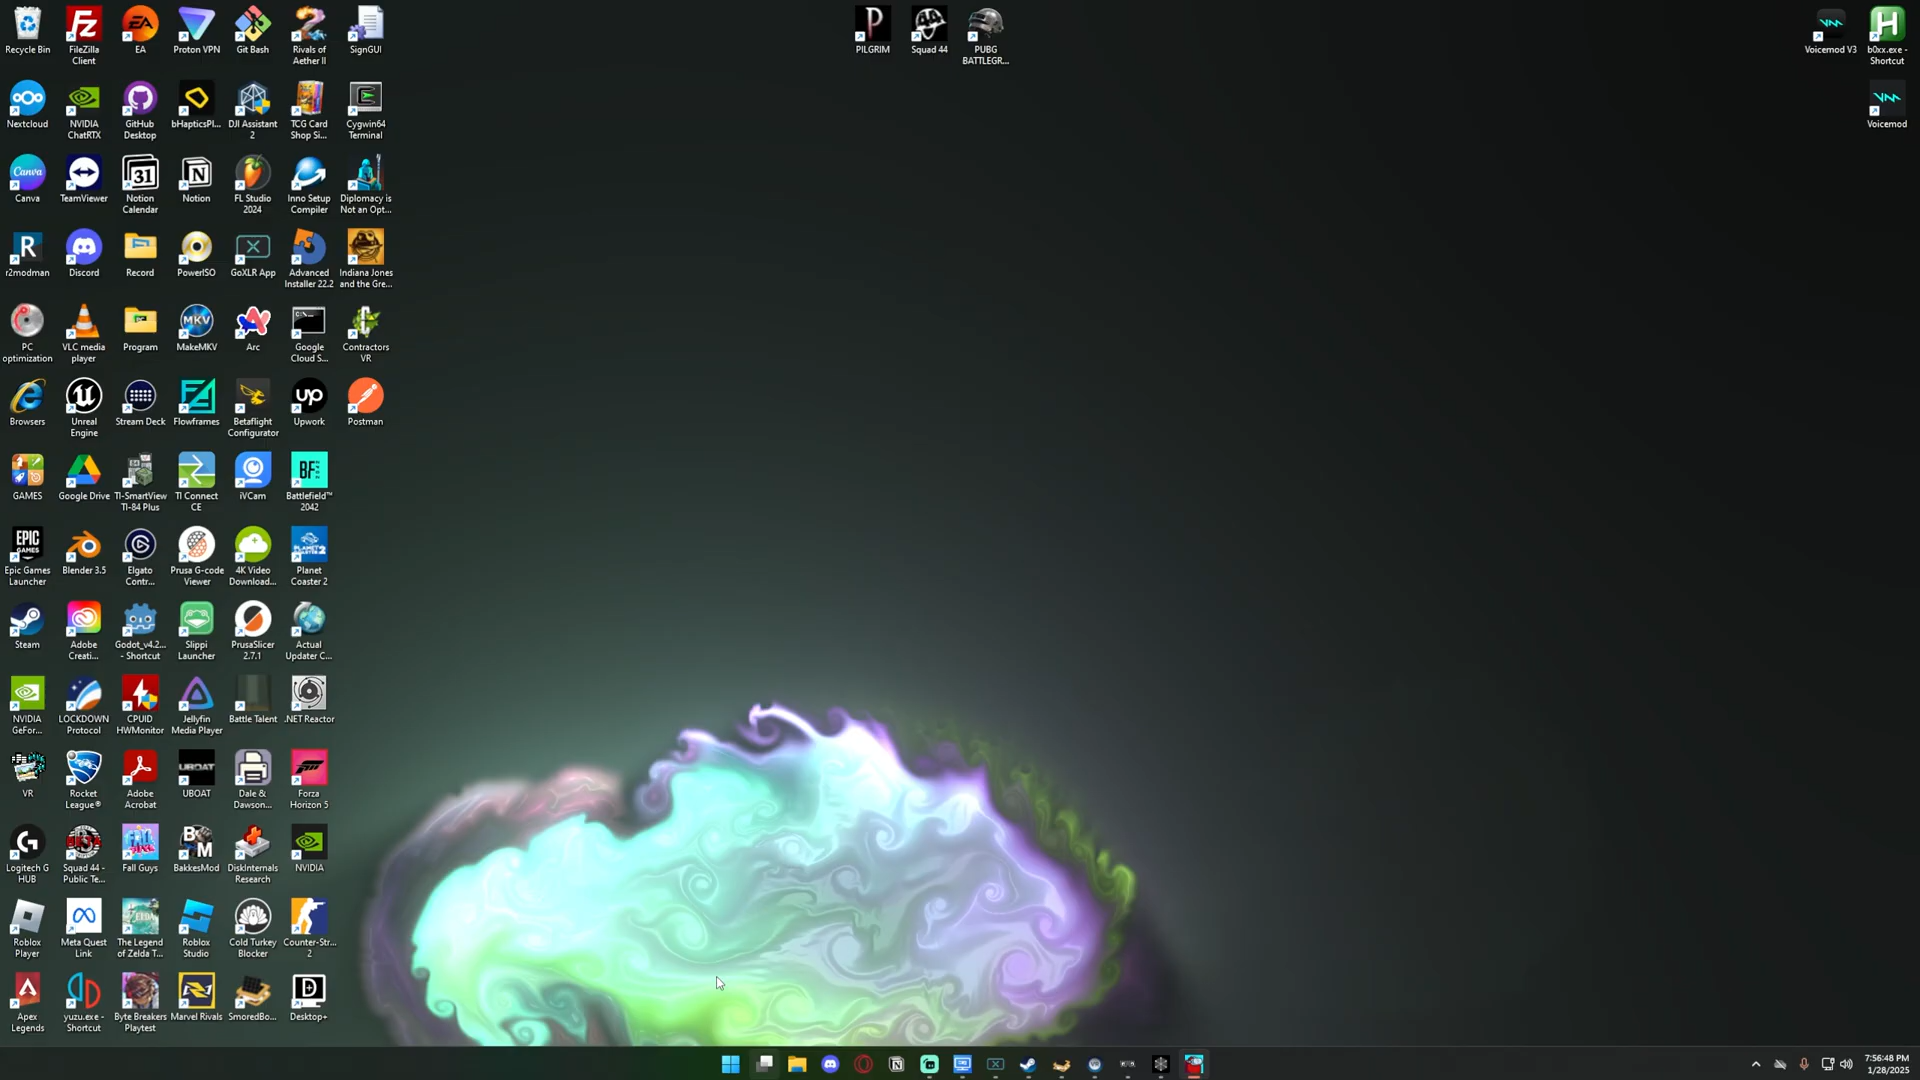 Recycle Bin
FileZilla
Client
EA
Proton VPN
Git Bash
Rivals of
Aether II
SignGUI
PILGRIM
Squad 44
PUBG
BATTLEGR...
Voicemod V3
b0xx.exe -
Shortcut
Nextcloud
NVIDIA
ChatRTX
GitHub
Desktop
bHapticsPl...
DJI Assistant
2
TCG Card
Shop Si...
Cygwin64
Terminal
Voicemod
Canva
Canva
TeamViewer
31
Notion
Calendar
Notion
FL Studio
2024
Inno Setup
Compiler
Diplomacy is
Not an Opt...
R
r2modman
Discord
Record
PowerISO
GoXLR App
Advanced
Installer 22.2
Indiana Jones
and the Gre...
PC
optimization
VLC media
player
Program
MKV
MakeMKV
Arc
Google
Cloud S...
Contractors
VR
Browsers
Unreal
Engine
Stream Deck
Flowframes
Betaflight
Configurator
up
Upwork
Postman
GAMES
Google Drive
TI-SmartView
TI-84 Plus
TI Connect
CE
iVCam
BF
Battlefield™
2042
EPIC
GAMES
Epic Games
Launcher
Blender 3.5
Elgato
Contr...
Prusa G-code
Viewer
4K Video
Download...
PLANET
COASTER 2
Planet
Coaster 2
Steam
Adobe
Creati...
Godot_v4.2...
- Shortcut
Slippi
Launcher
PrusaSlicer
2.7.1
Actual
Updater C...
NVIDIA
GeFor...
LOCKDOWN
Protocol
CPUID
HWMonitor
Jellyfin
Media Player
Battle Talent
.NET Reactor
VR
Rocket
League®
Adobe
Acrobat
UBOAT
UBOAT
Dale &
Dawson...
Forza
Horizon 5
Logitech G
HUB
Squad 44 -
Public Te...
Fall Guys
BakkesMod
DiskInternals
Research
NVIDIA
Roblox
Player
Meta Quest
Link
The Legend
of Zelda T...
Roblox
Studio
Cold Turkey
Blocker
Counter-Str...
2
Apex
Legends
yuzu.exe -
Shortcut
Byte Breakers
Playtest
Marvel Rivals
SmoredBo...
Desktop+
7:56:48 PM
1/28/2025